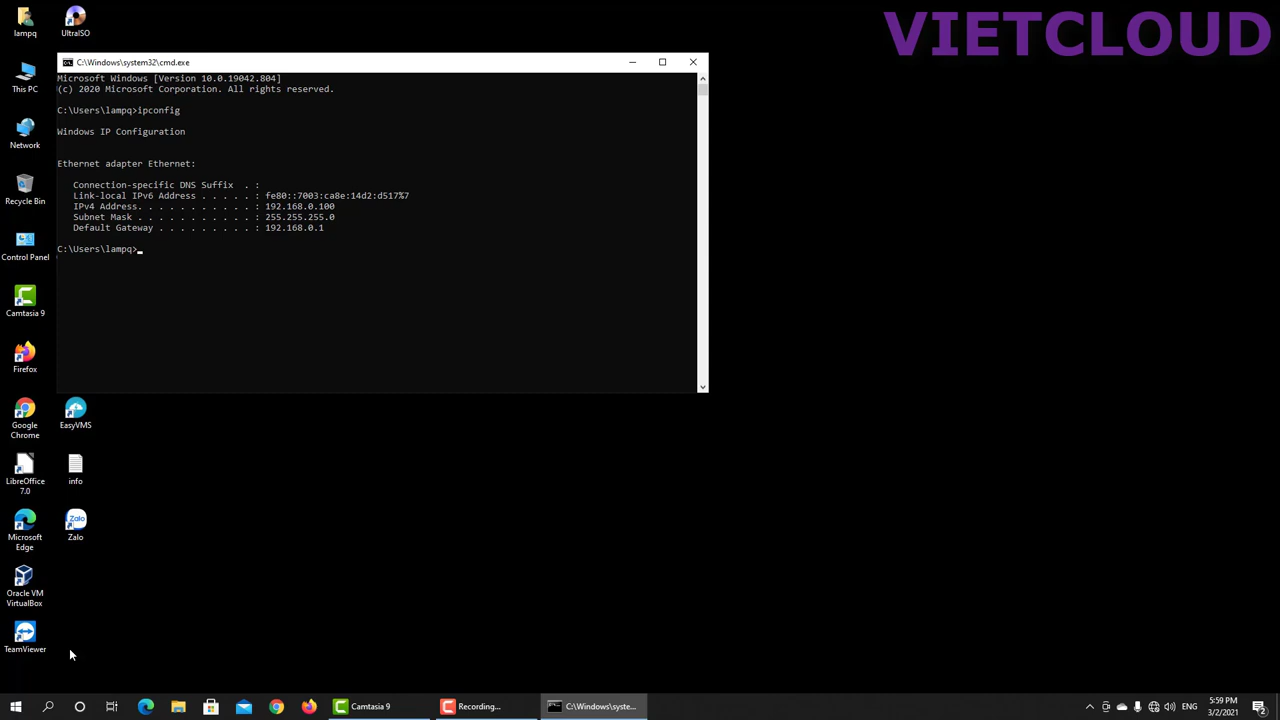 VIETCLOUD
lampq
UltraISO
C:\Windows\system32\cmd.exe
Microsoft Windows [Version 10.0.19042.804]
(c) 2020 Microsoft Corporation. All rights reserved.
C:\Users\lampq>ipconfig
Windows IP Configuration
Ethernet adapter Ethernet:
Connection-specific DNS Suffix . :
Link-local IPv6 Address . . . . . : fe80::7003:ca8e:14d2:d517%7
IPv4 Address. . . . . . . . . . . : 192.168.0.100
Subnet Mask . . . . . . . . . . . : 255.255.255.0
Default Gateway . . . . . . . . . : 192.168.0.1
C:\Users\lampq>
This PC
Network
Recycle Bin
Control Panel
Camtasia 9
Firefox
Google
Chrome
EasyVMS
LibreOffice
7.0
info
Microsoft
Edge
Zalo
Zalo
Oracle VM
VirtualBox
TeamViewer
Camtasia 9
Recording...
C:\Windows\syste...
ENG
5:59 PM
3/2/2021
2